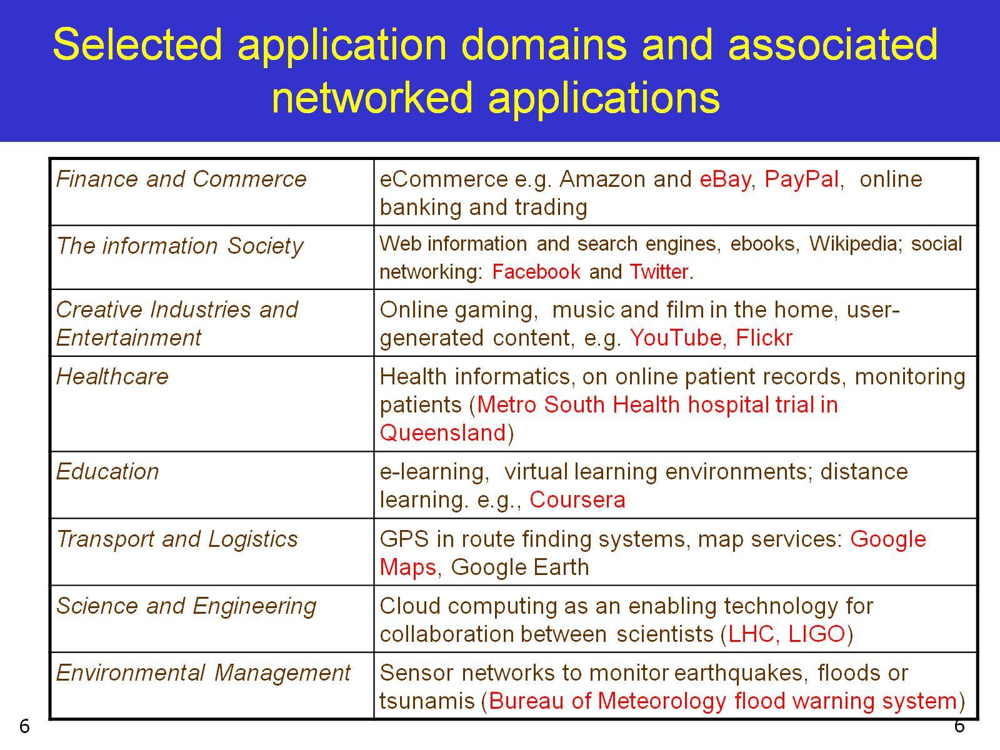 Selected application domains and associated
networked applications
Finance and Commerce
eCommerce e.g. Amazon and eBay, PayPal, online
banking and trading
The information Society
Web information and search engines, ebooks, Wikipedia; social
networking: Facebook and Twitter.
Creative Industries and
Entertainment
Online gaming, music and film in the home, user-
generated content, e.g. YouTube, Flickr
Healthcare
Health informatics, on online patient records, monitoring
patients (Metro South Health hospital trial in
Queensland)
Education
e-learning, virtual learning environments; distance
learning. e.g., Coursera
Transport and Logistics
GPS in route finding systems, map services: Google
Maps, Google Earth
Science and Engineering
Cloud computing as an enabling technology for
collaboration between scientists (LHC, LIGO)
Environmental Management
Sensor networks to monitor earthquakes, floods or
tsunamis (Bureau of Meteorology flood warning system)
6
6